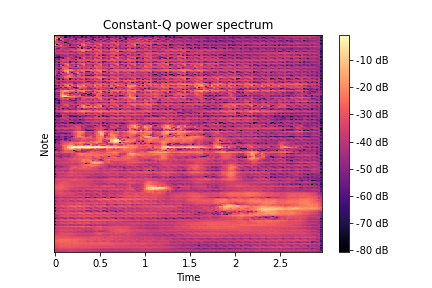 Constant-Q power spectrum
Note
-10 dB
-20 dB
-30 dB
-40 dB
-50 dB
-60 dB
-70 dB
-80 dB
0 0.5 1 1.5 2 2.5
Time